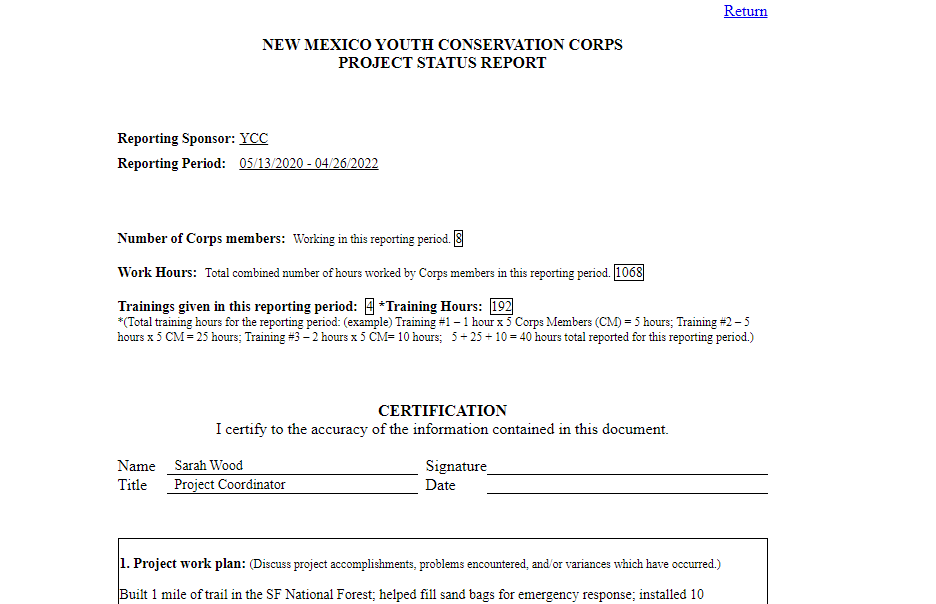 Return
NEW MEXICO YOUTH CONSERVATION CORPS
PROJECT STATUS REPORT
Reporting Sponsor: YCC
Reporting Period: 05/13/2020 - 04/26/2022
Number of Corps members: Working in this reporting period. 8
Work Hours: Total combined number of hours worked by Corps members in this reporting period. 1068
Trainings given in this reporting period: 4 *Training Hours: 192
*(Total training hours for the reporting period: (example) Training #1 – 1 hour x 5 Corps Members (CM) = 5 hours; Training #2 – 5
hours x 5 CM = 25 hours; Training #3 – 2 hours x 5 CM= 10 hours; 5 + 25 + 10 = 40 hours total reported for this reporting period.)
CERTIFICATION
I certify to the accuracy of the information contained in this document.
Name Sarah Wood Signature
Title Project Coordinator Date
1. Project work plan: (Discuss project accomplishments, problems encountered, and/or variances which have occurred.)
Built 1 mile of trail in the SF National Forest; helped fill sand bags for emergency response; installed 10